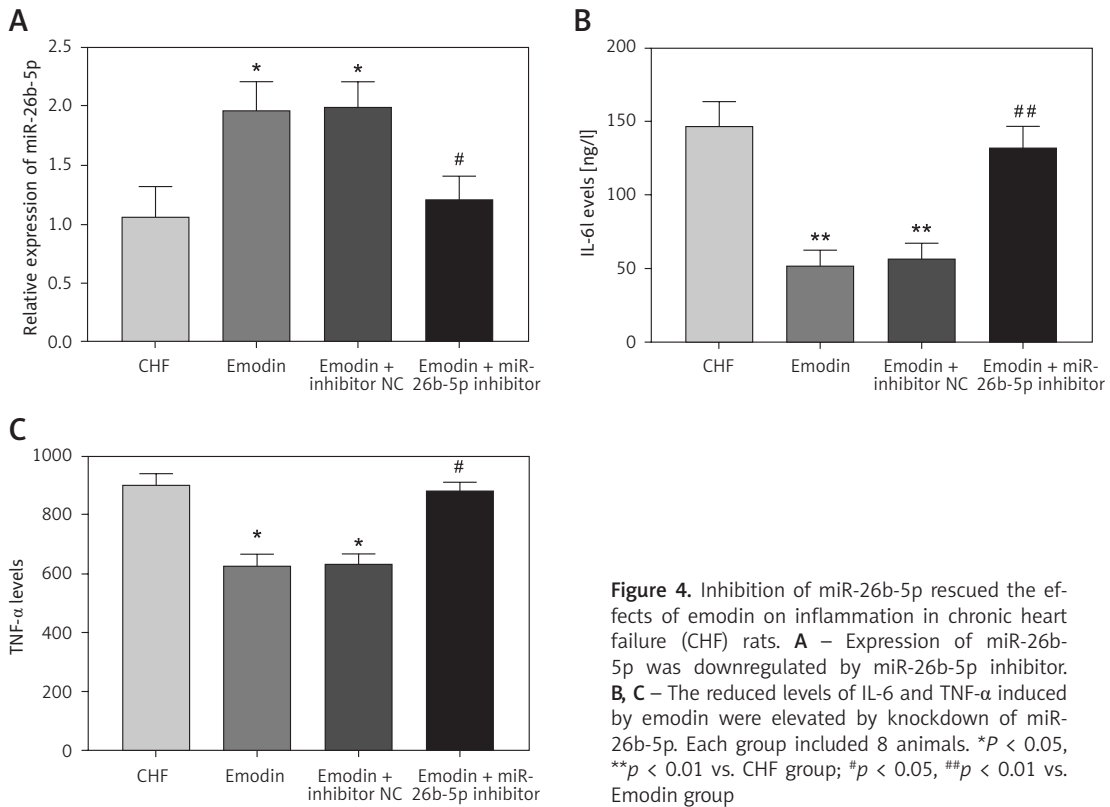 A
Relative expression of miR-26b-5p
2.5
2.0
1.5
1.0
0.5
0.0
*
*
#
CHF
Emodin
Emodin +
inhibitor NC
Emodin + miR-
26b-5p inhibitor
B
IL-6l evels [ng/l]
200
150
100
50
0
**
**
##
CHF
Emodin
Emodin +
inhibitor NC
Emodin + miR-
26b-5p inhibitor
C
TNF-α levels
1000
800
600
400
200
0
*
*
#
CHF
Emodin
Emodin +
inhibitor NC
Emodin + miR-
26b-5p inhibitor
Figure 4. Inhibition of miR-26b-5p rescued the ef-
fects of emodin on inflammation in chronic heart
failure (CHF) rats. A – Expression of miR-26b-
5p was downregulated by miR-26b-5p inhibitor.
B, C – The reduced levels of IL-6 and TNF-α induced
by emodin were elevated by knockdown of miR-
26b-5p. Each group included 8 animals. *P < 0.05,
**p < 0.01 vs. CHF group; #p < 0.05, ##p < 0.01 vs.
Emodin group